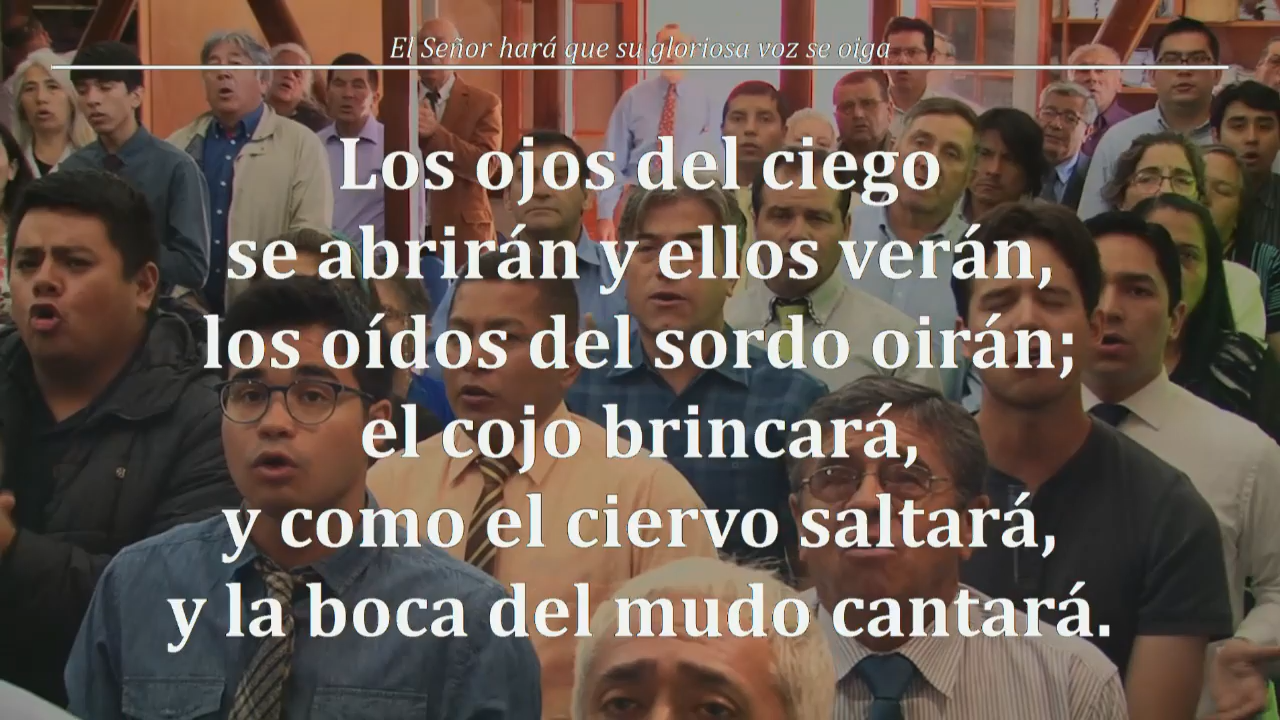 El Señor hará que su gloriosa voz se oiga
Los ojos del ciego
se abrirán y ellos verán,
los oídos del sordo oirán;
el cojo brincará,
y como el ciervo saltará,
y la boca del mudo cantará.